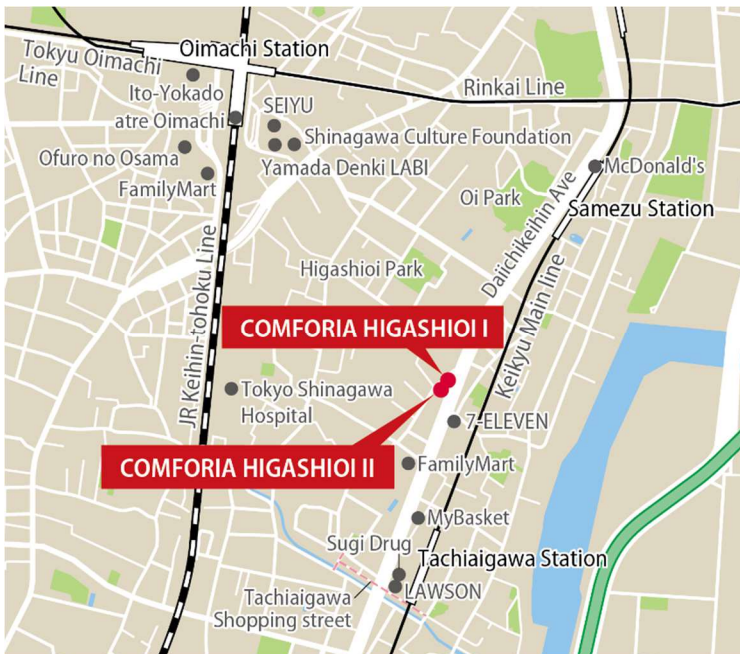 Oimachi Station
Tokyu Oimachi
Line
Ito-Yokado
atre Oimachi
SEIYU
Rinkai Line
Shinagawa Culture Foundation
Ofuro no Osama
Yamada Denki LABI
FamilyMart
McDonald's
Oi Park
Samezu Station
Daiichikeihin Ave
JR Keihin-tohoku Line
Higashioi Park
Keikyu Main line
COMFORIA HIGASHIOI I
Tokyo Shinagawa
Hospital
7-ELEVEN
COMFORIA HIGASHIOI II
FamilyMart
MyBasket
Sugi Drug
Tachiaigawa Station
LAWSON
Tachiaigawa
Shopping street